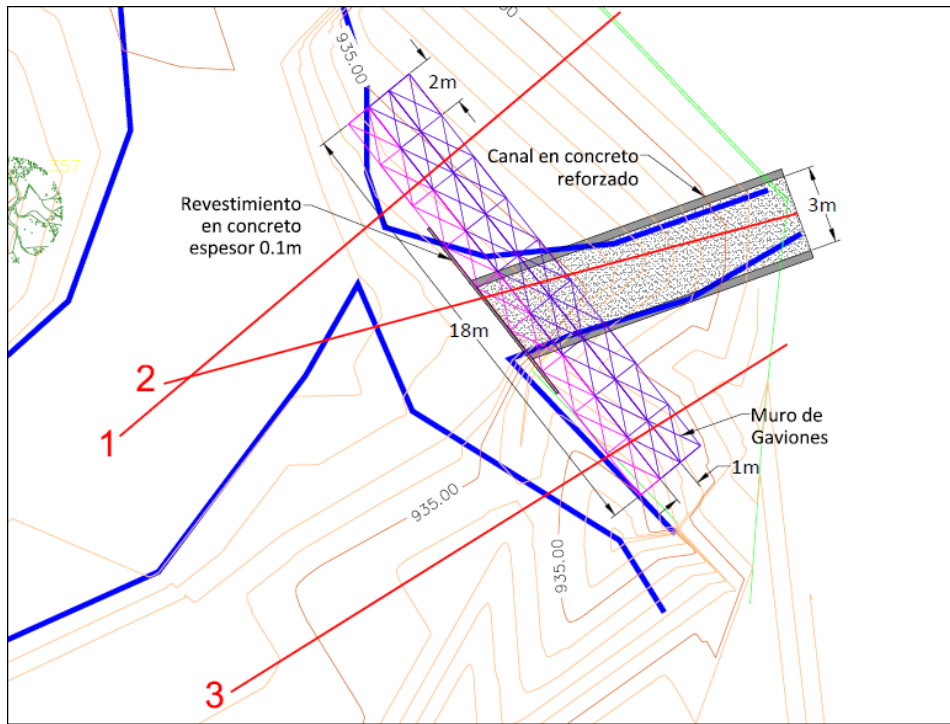 935.00
2m
357
Canal en concreto
reforzado
3m
Revestimiento
en concreto
espesor 0.1m
18m
2
1
Muro de
Gaviones
1m
935.00
935.00
3